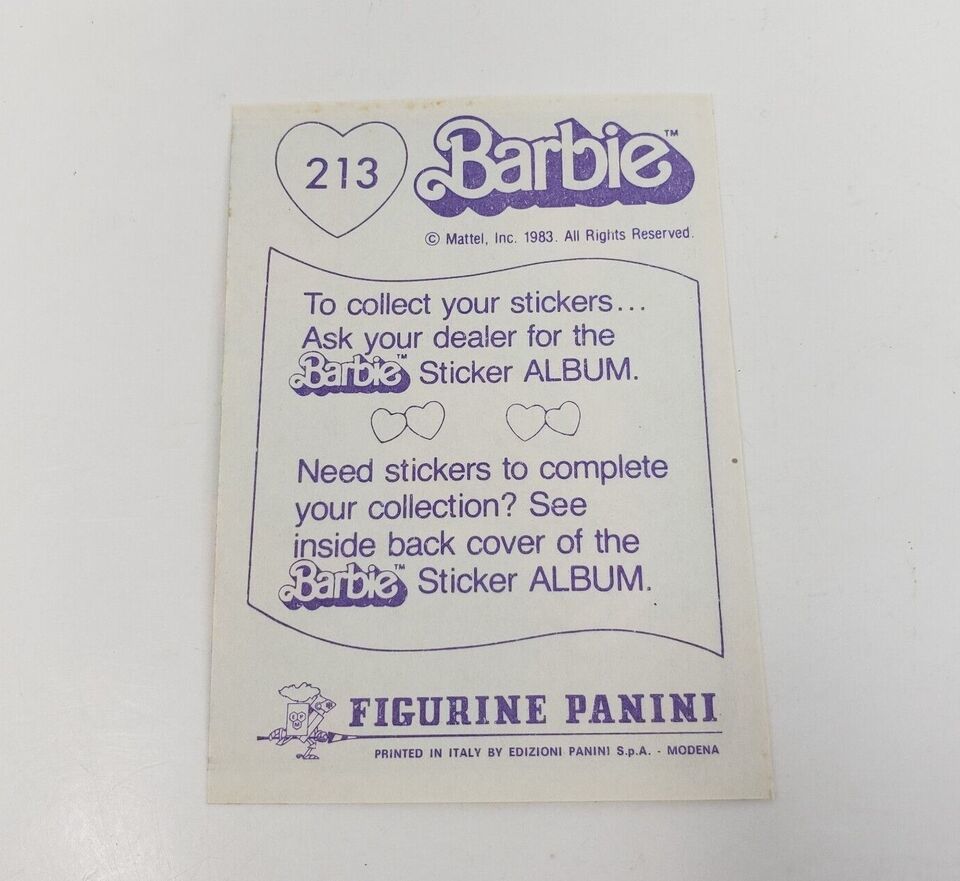 213
Barbie™
© Mattel, Inc. 1983. All Rights Reserved.
To collect your stickers...
Ask your dealer for the
Barbie™ Sticker ALBUM.
Need stickers to complete
your collection? See
inside back cover of the
Barbie™ Sticker ALBUM.
FIGURINE PANINI
PRINTED IN ITALY BY EDIZIONI PANINI S.p.A. - MODENA